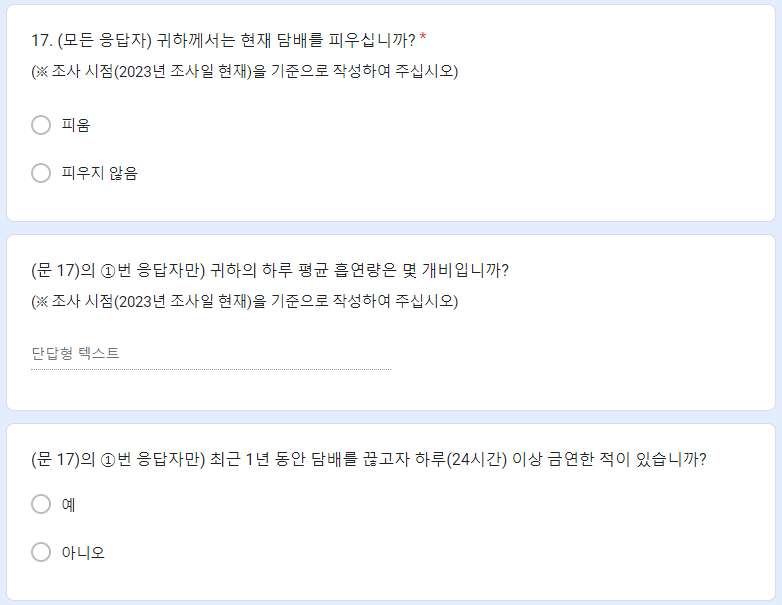 17. (모든 응답자) 귀하께서는 현재 담배를 피우십니까? *
(※ 조사 시점(2023년 조사일 현재)을 기준으로 작성하여 주십시오)
피움
피우지 않음
(문 17)의 ①번 응답자만) 귀하의 하루 평균 흡연량은 몇 개비입니까?
(※ 조사 시점(2023년 조사일 현재)을 기준으로 작성하여 주십시오)
단답형 텍스트
(문 17)의 ①번 응답자만) 최근 1년 동안 담배를 끊고자 하루(24시간) 이상 금연한 적이 있습니까?
예
아니오